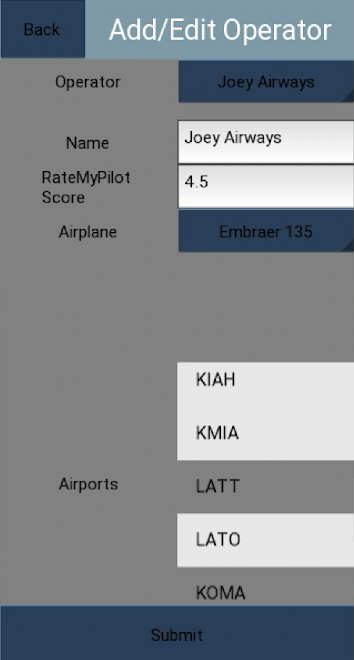 Back
Add/Edit Operator
Operator
Joey Airways
Name
Joey Airways
RateMyPilot
Score
4.5
Airplane
Embraer 135
KIAH
KMIA
Airports
LATT
LATO
KOMA
Submit